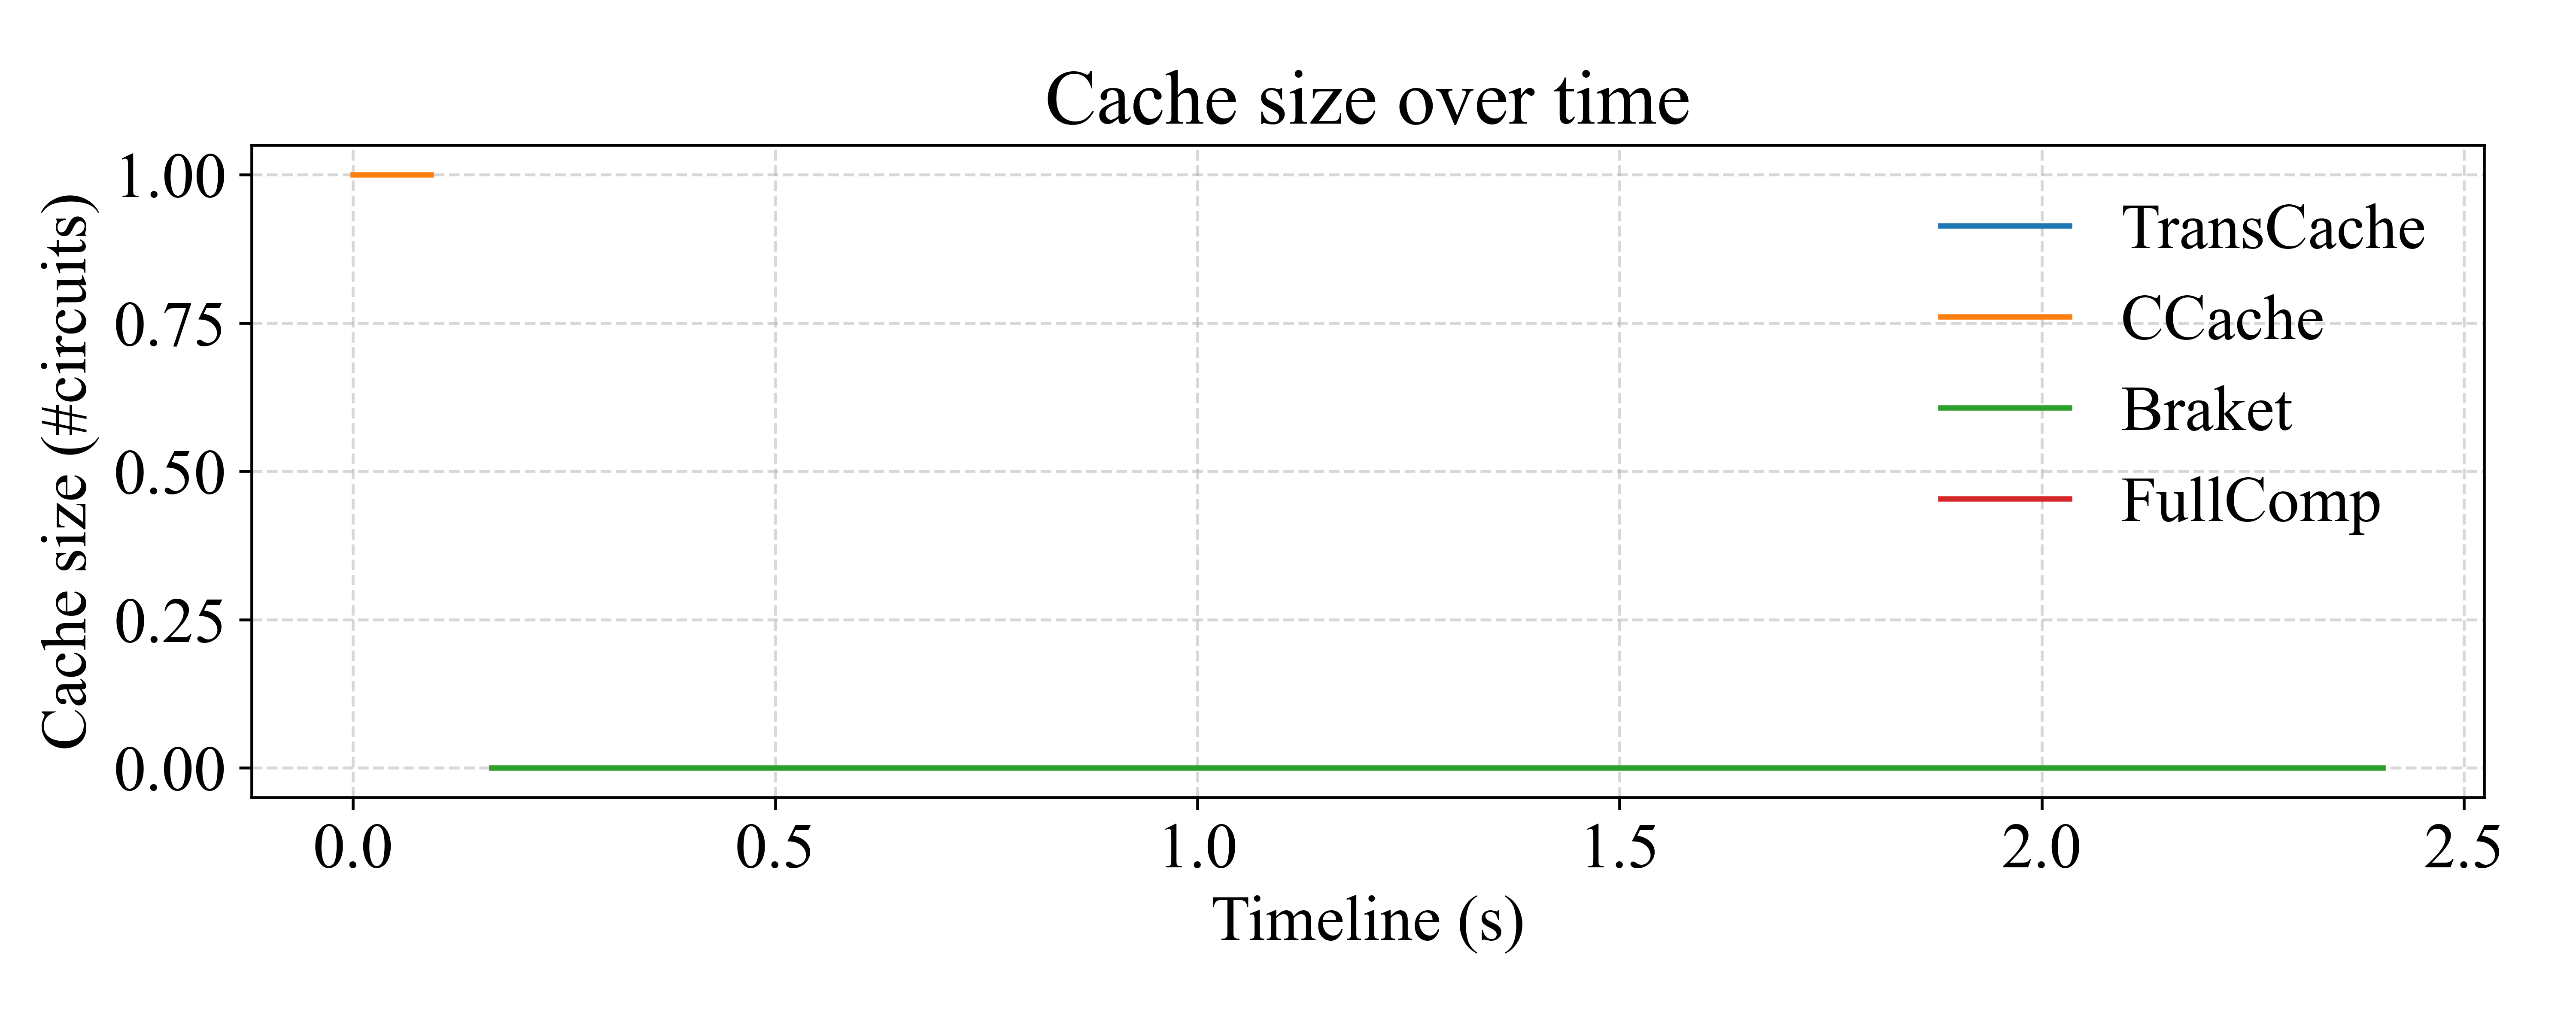 Cache size over time
Cache size (#circuits)
1.00
0.75
0.50
0.25
0.00
TransCache
CCache
Braket
FullComp
0.0 0.5 1.0 1.5 2.0 2.5
Timeline (s)